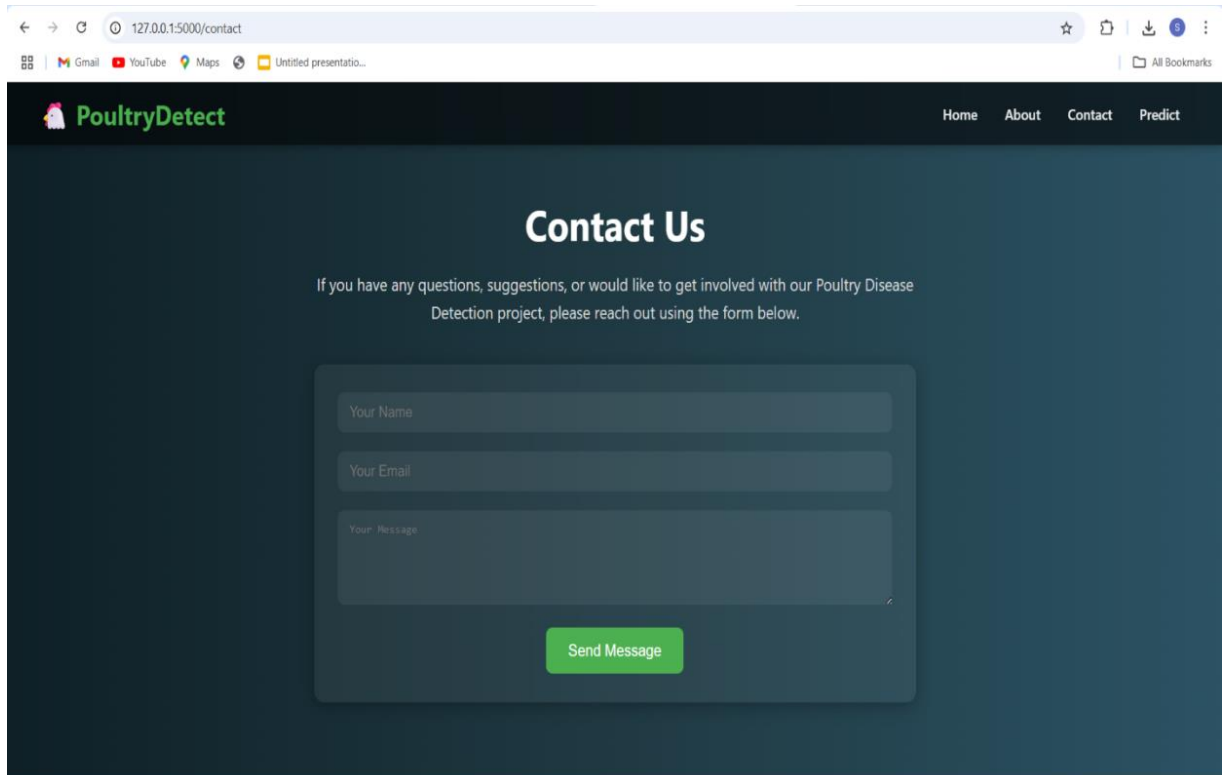 127.0.0.1:5000/contact
S
Gmail YouTube Maps Untitled presentatio... All Bookmarks
PoultryDetect Home About Contact Predict
Contact Us
If you have any questions, suggestions, or would like to get involved with our Poultry Disease
Detection project, please reach out using the form below.
Your Name
Your Email
Your Message
Send Message